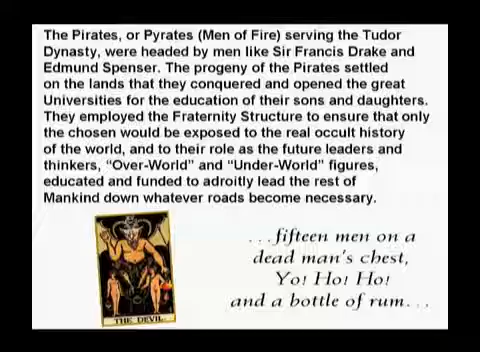 The Pirates, or Pyrates (Men of Fire) serving the Tudor
Dynasty, were headed by men like Sir Francis Drake and
Edmund Spenser. The progeny of the Pirates settled
on the lands that they conquered and opened the great
Universities for the education of their sons and daughters.
They employed the Fraternity Structure to ensure that only
the chosen would be exposed to the real occult history
of the world, and to their role as the future leaders and
thinkers, “Over-World” and “Under-World” figures,
educated and funded to adroitly lead the rest of
Mankind down whatever roads become necessary.
THE DEVIL.
...fifteen men on a
dead man's chest,
Yo! Ho! Ho!
and a bottle of rum...